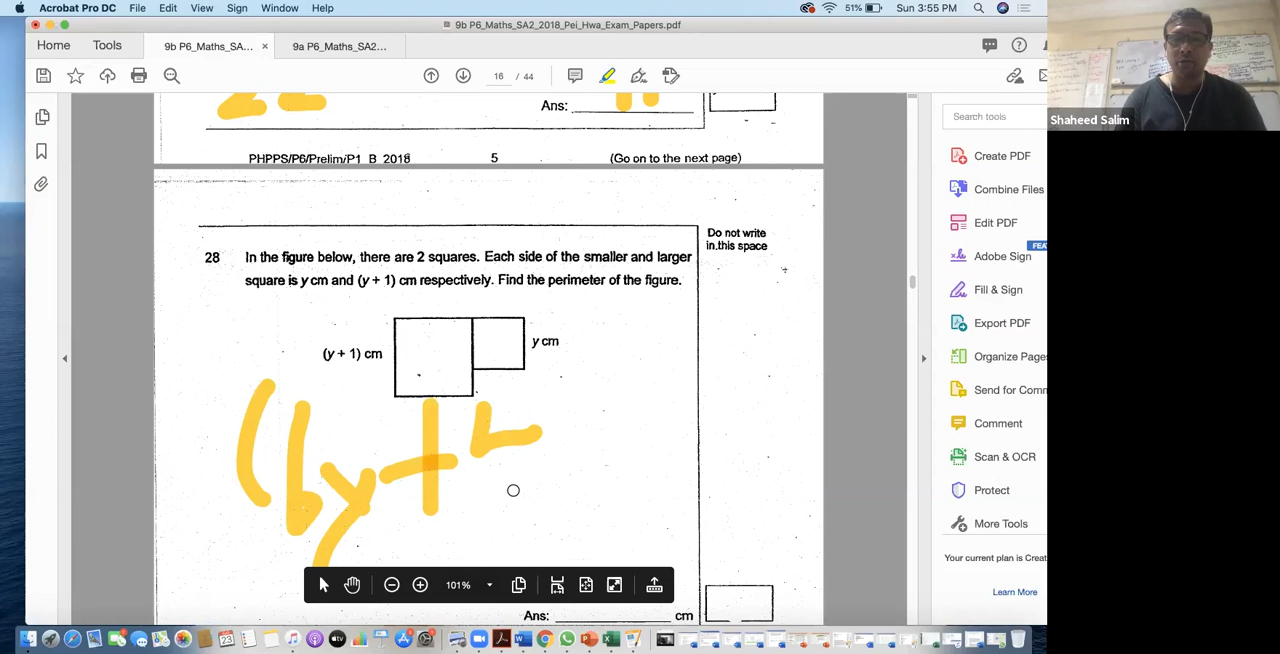 Acrobat Pro DC File Edit View Sign Window Help
51% Sun 3:55 PM
9b P6_Maths_SA2_2018_Pei_Hwa_Exam_Papers.pdf
Home Tools 9b P6_Maths_SA... × 9a P6_Maths_SA2...
16 / 44
Ans:
PHPPS/P6/Prelim/P1_B_2018 5 (Go on to the next page)
Do not write
in this space
28 In the figure below, there are 2 squares. Each side of the smaller and larger
square is y cm and (y + 1) cm respectively. Find the perimeter of the figure.
(y + 1) cm
y cm
(6y +
101%
Ans: cm
Search tools
Create PDF
Combine Files
Edit PDF
FEA
Adobe Sign
Fill & Sign
Export PDF
Organize Pages
Send for Comm
Comment
Scan & OCR
Protect
More Tools
Your current plan is Creat
Learn More
Shaheed Salim